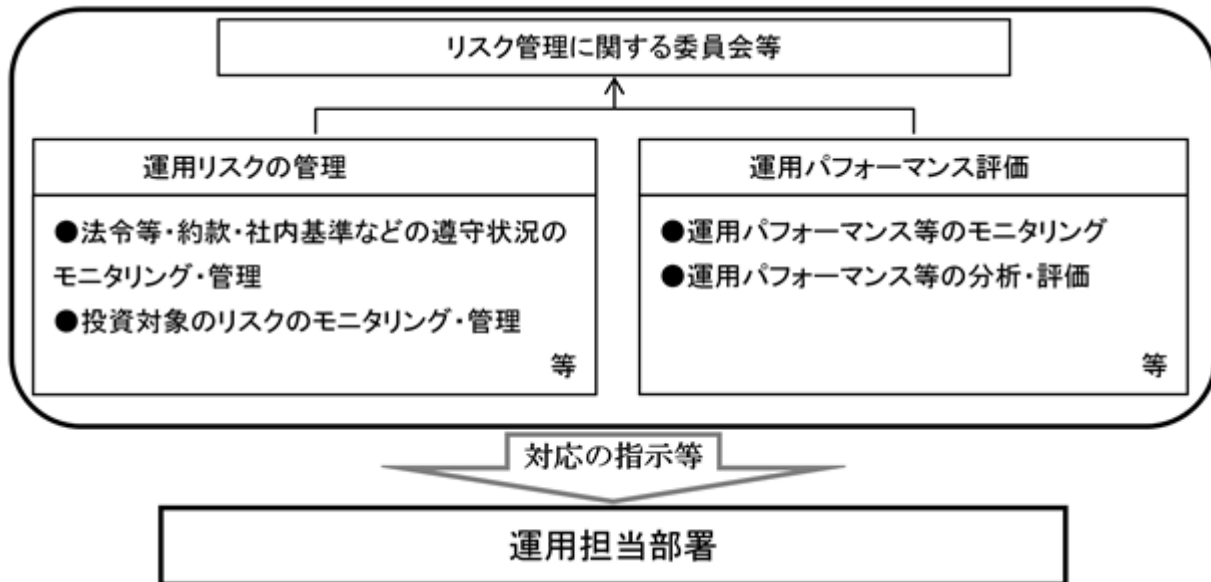 リスク管理に関する委員会等
運用リスクの管理
●法令等・約款・社内基準などの遵守状況の
モニタリング・管理
●投資対象のリスクのモニタリング・管理
等
運用パフォーマンス評価
●運用パフォーマンス等のモニタリング
●運用パフォーマンス等の分析・評価
等
対応の指示等
運用担当部署